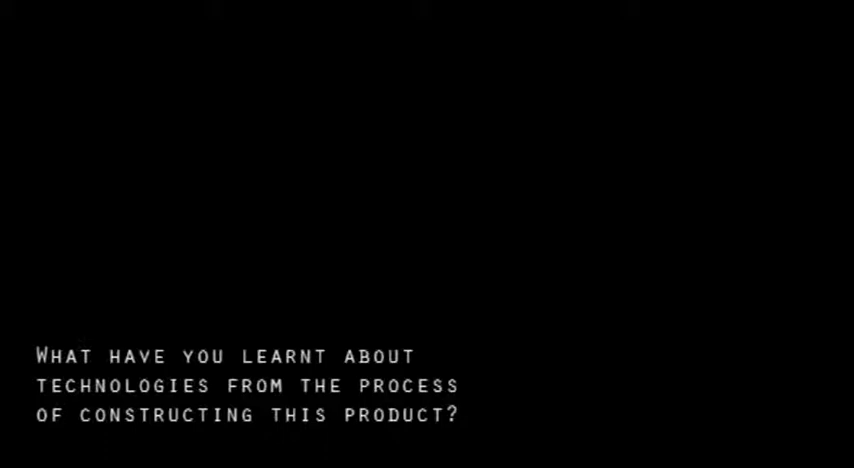 What have you learnt about
technologies from the process
of constructing this product?